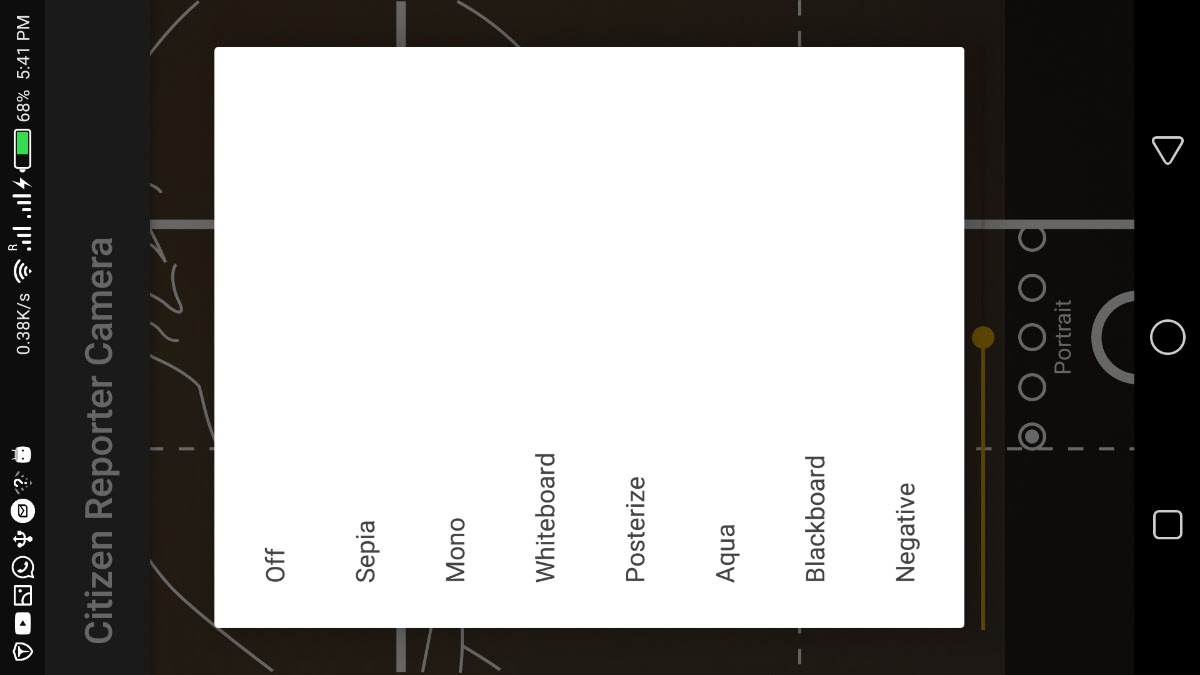 0.38K/s R 68% 5:41 PM
Citizen Reporter Camera
Off
Sepia
Mono
Whiteboard
Posterize
Aqua
Blackboard
Negative
Portrait